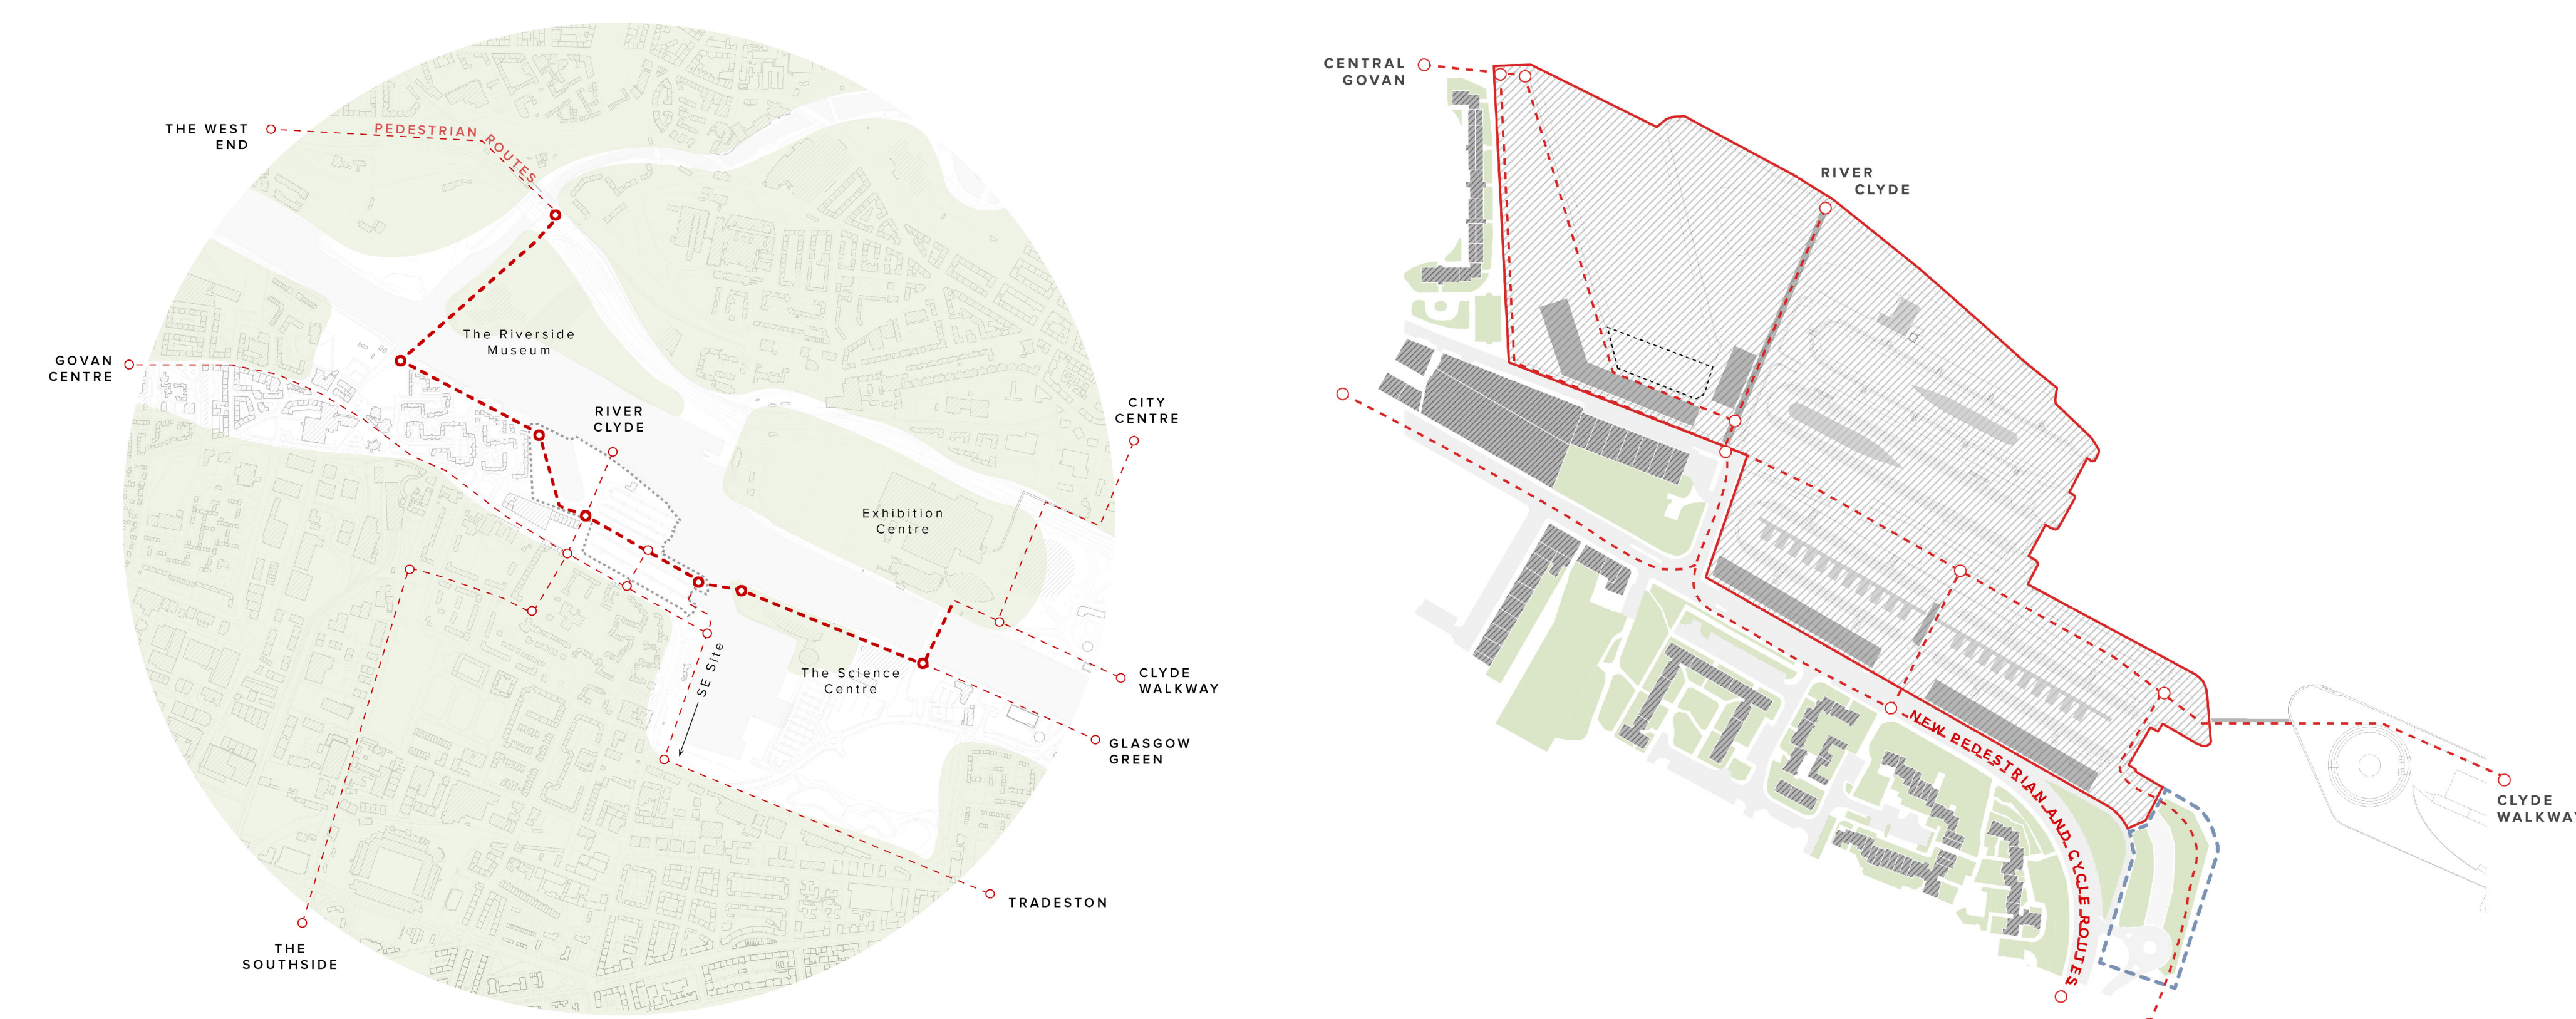 THE WEST
END
PEDESTRIAN ROUTES
The Riverside
Museum
GOVAN
CENTRE
RIVER
CLYDE
CITY
CENTRE
Exhibition
Centre
The Science
Centre
SE Site
CLYDE
WALKWAY
GLASGOW
GREEN
TRADESTON
THE
SOUTHSIDE
CENTRAL
GOVAN
RIVER
CLYDE
NEW PEDESTRIAN AND CYCLE ROUTES
CLYDE
WALKWAY